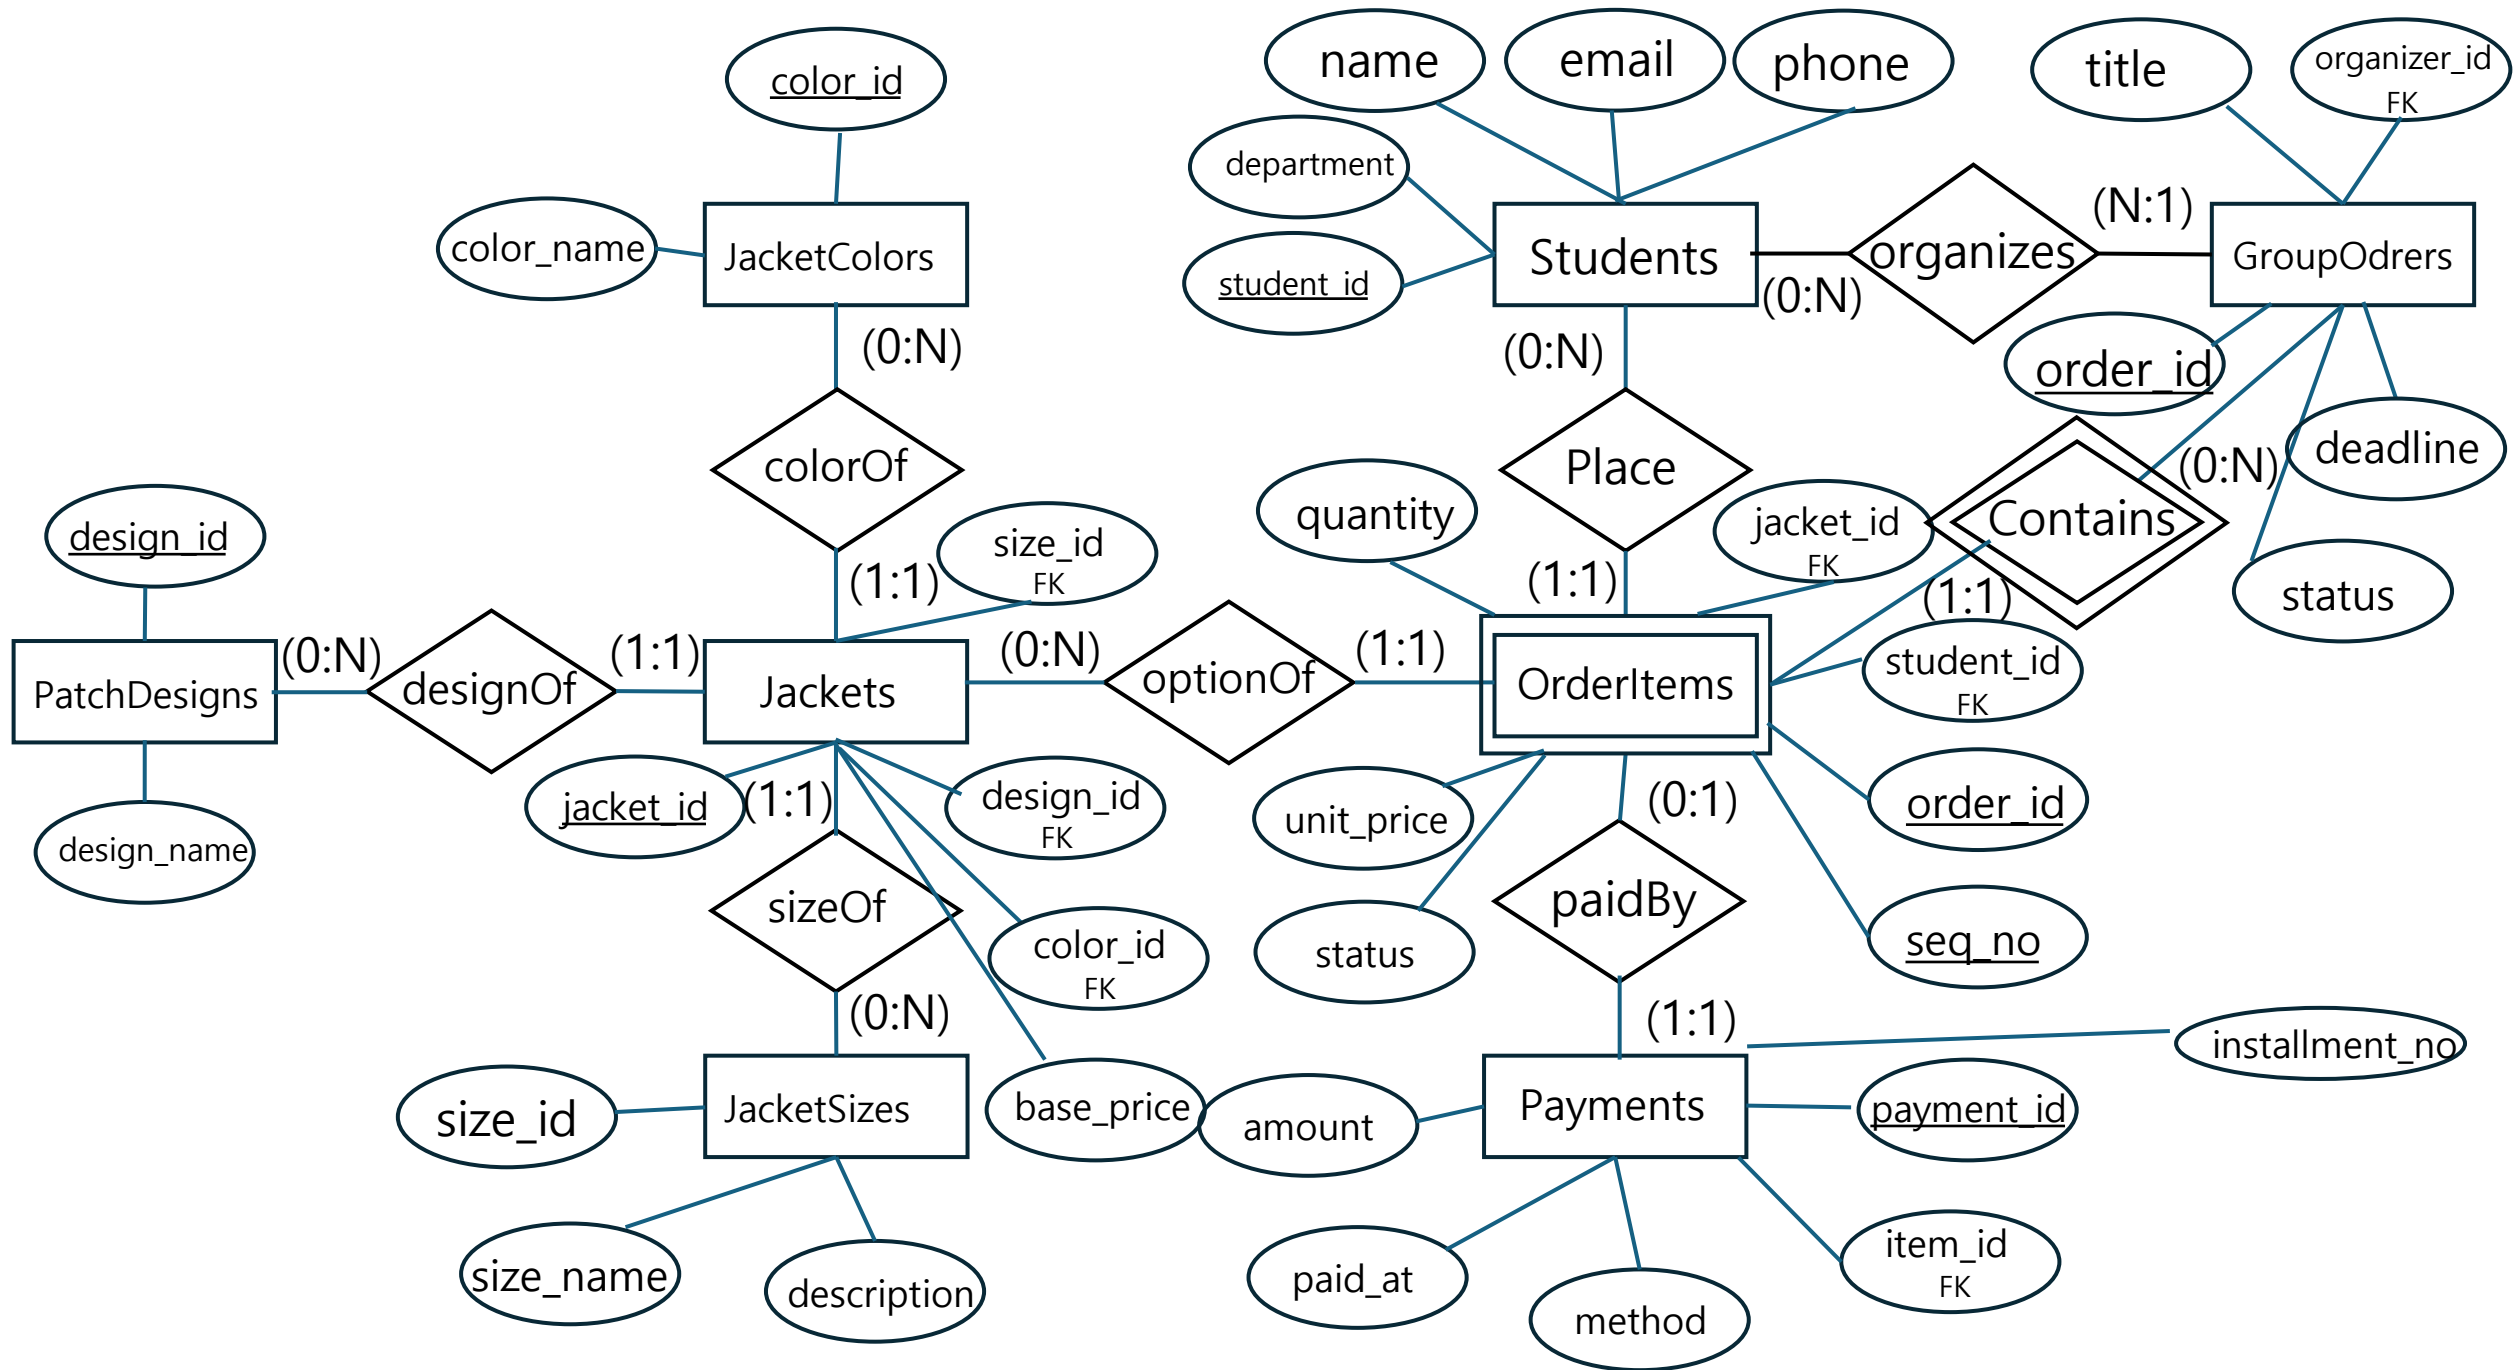 name
email
phone
title
organizer_id
FK
color_id
department
color_name
JacketColors
student_id
Students
organizes
(N:1)
GroupOdrers
(0:N)
(0:N)
(0:N)
order_id
colorOf
Place
(0:N)
deadline
design_id
quantity
jacket_id
FK
Contains
size_id
FK
(1:1)
(1:1)
(1:1)
status
PatchDesigns
(0:N)
designOf
(1:1)
Jackets
(0:N)
optionOf
(1:1)
OrderItems
student_id
FK
design_name
jacket_id
(1:1)
design_id
FK
unit_price
(0:1)
order_id
sizeOf
color_id
FK
status
paidBy
seq_no
(0:N)
(1:1)
installment_no
size_id
JacketSizes
base_price
amount
Payments
payment_id
size_name
description
paid_at
method
item_id
FK